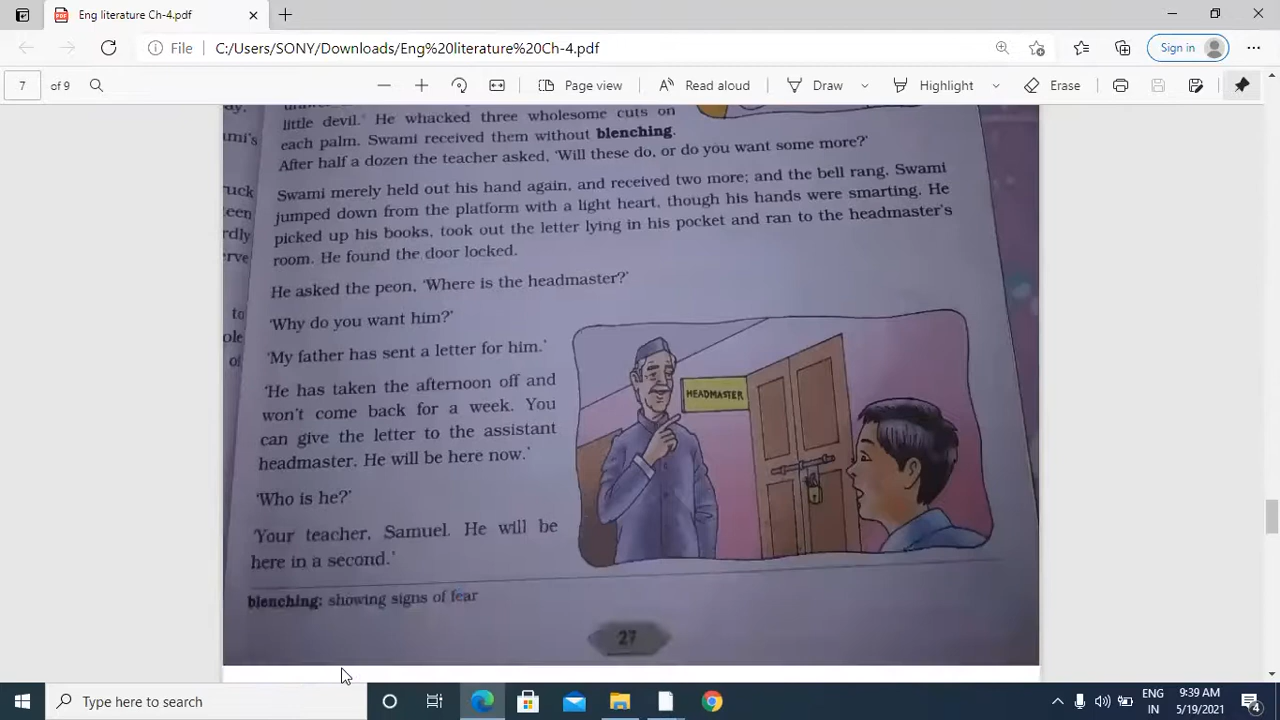 Eng literature Ch-4.pdf
File
C:/Users/SONY/Downloads/Eng%20literature%20Ch-4.pdf
Sign in
7 of 9
Page view
Read aloud
Draw
Highlight
Erase
ami's
ruck
een
rdly
rve
to
ole
of
little devil.' He whacked three wholesome cuts on
each palm. Swami received them without blenching.
After half a dozen the teacher asked, 'Will these do, or do you want some more?'
Swami merely held out his hand again, and received two more; and the bell rang. Swami
jumped down from the platform with a light heart, though his hands were smarting. He
picked up his books, took out the letter lying in his pocket and ran to the headmaster's
room. He found the door locked.
He asked the peon, 'Where is the headmaster?'
'Why do you want him?'
'My father has sent a letter for him.'
'He has taken the afternoon off and
won't come back for a week. You
can give the letter to the assistant
headmaster. He will be here now.'
'Who is he?'
'Your teacher, Samuel. He will be
here in a second.'
HEADMASTER
blenching: showing signs of fear
27
Type here to search
ENG
IN
9:39 AM
5/19/2021
4